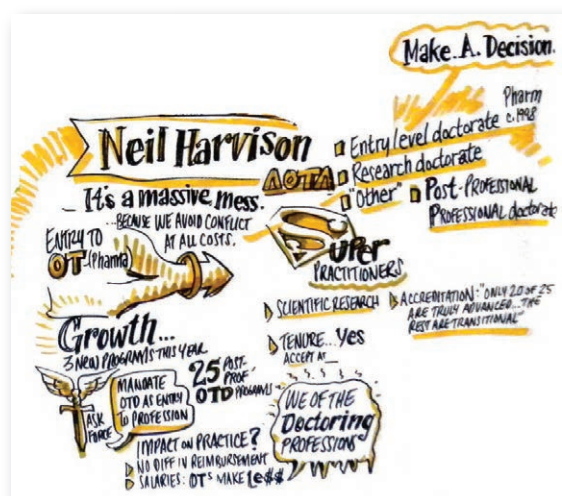 Make.A.Decision.
Pharm
c.1998
Neil Harvison
AOTA
Entry level doctorate
Research doctorate
"Other"
Post-PROFESSIONAL
PROFESSIONAL doctorate
It's a massive mess.
...BECAUSE WE AVOID CONFLICT
AT ALL COSTS.
ENTRY TO
OT-(Pharma)
SUPER
PRACTITIONERS
SCIENTIFIC RESEARCH
TENURE...Yes
ACCEPT AS
ACCREDITATION: "ONLY 2.0 OF 25
ARE TRULY ADVANCED...THE
REST ARE TRANSITIONAL"
Growth...
3 NEW PROGRAMS THIS YEAR
TASK
FORCE
MANDATE
OTD AS ENTRY
TO PROFESSION
25 POST-
PROF'
OTD PROGRAMS
WE OF THE
Doctoring
PROFESSIONS
IMPACT ON PRACTICE?
NO DIFF IN REIMBURSEMENT
SALARIES: OTs MAKE Le$$